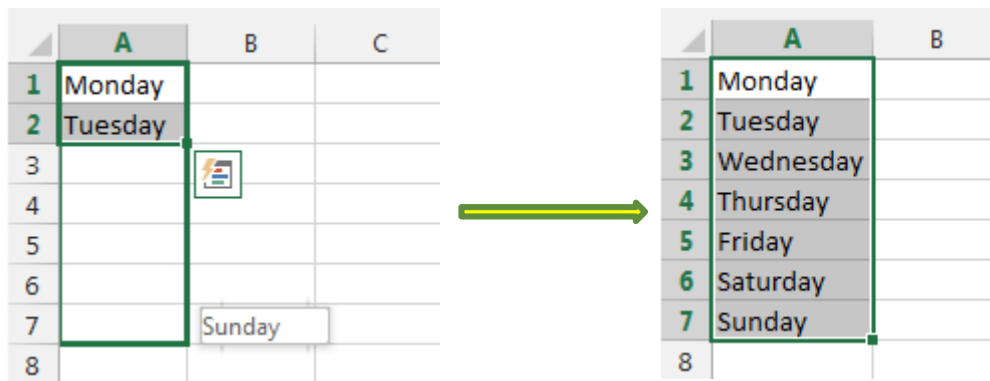 A B C
1 Monday
2 Tuesday
3
4
5
6
7 Sunday
8
A B
1 Monday
2 Tuesday
3 Wednesday
4 Thursday
5 Friday
6 Saturday
7 Sunday
8